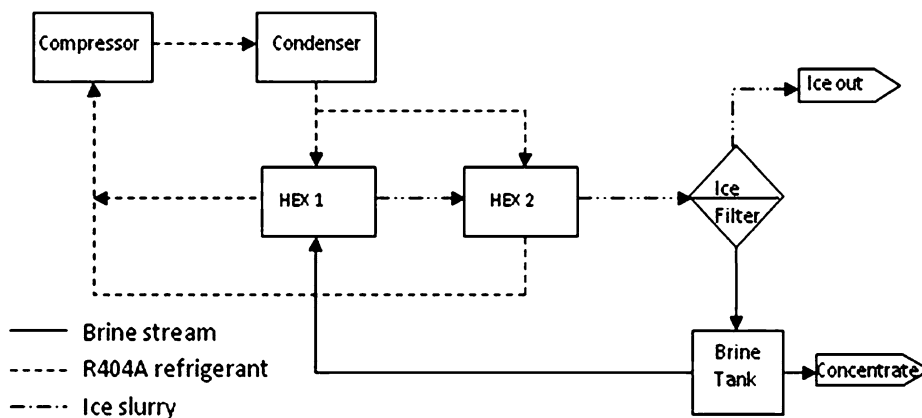 Compressor
Condenser
Ice out
HEX 1
HEX 2
Ice
Filter
Brine stream
R404A refrigerant
Ice slurry
Brine
Tank
Concentrate